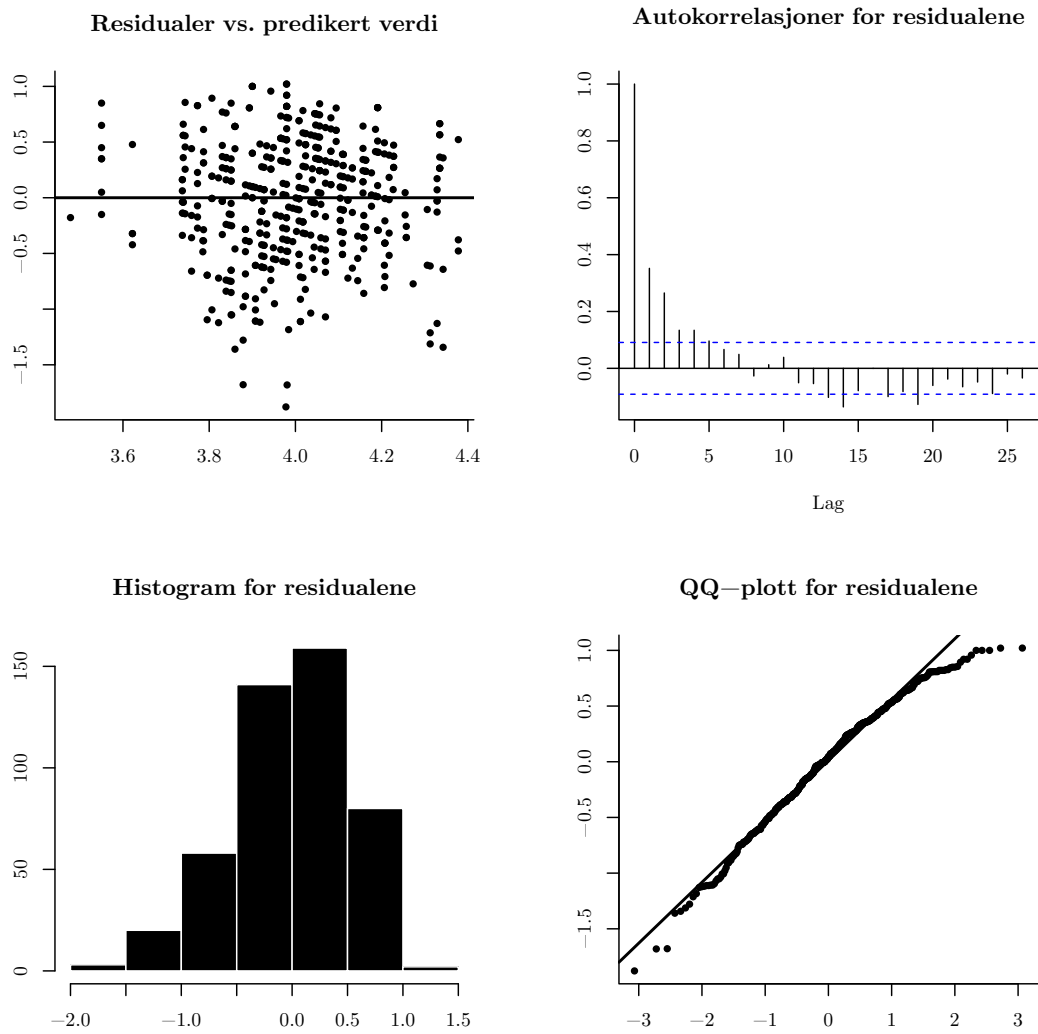 Residualer vs. predikert verdi
1.0
0.5
0.0
−0.5
−1.5
3.6 3.8 4.0 4.2 4.4
Autokorrelasjoner for residualene
1.0
0.8
0.6
0.4
0.2
0.0
0 5 10 15 20 25
Lag
Histogram for residualene
150
100
50
0
−2.0 −1.0 0.0 0.5 1.0 1.5
QQ−plott for residualene
1.0
0.5
0.0
−0.5
−1.5
−3 −2 −1 0 1 2 3